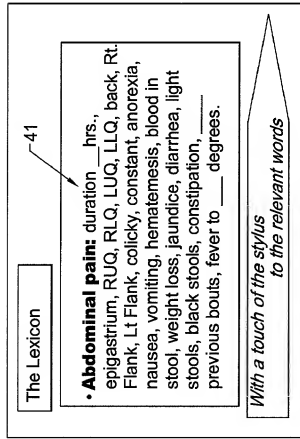 The Lexicon
41
• Abdominal pain: duration __hrs.,
epigastrium, RUQ, RLQ, LUQ, LLQ, back, Rt.
Flank, Lt Flank, colicky, constant, anorexia,
nausea, vomiting, hematemesis, blood in
stool, weight loss, jaundice, diarrhea, light
stools, black stools, constipation, ___
previous bouts, fever to ___ degrees.
With a touch of the stylus
to the relevant words